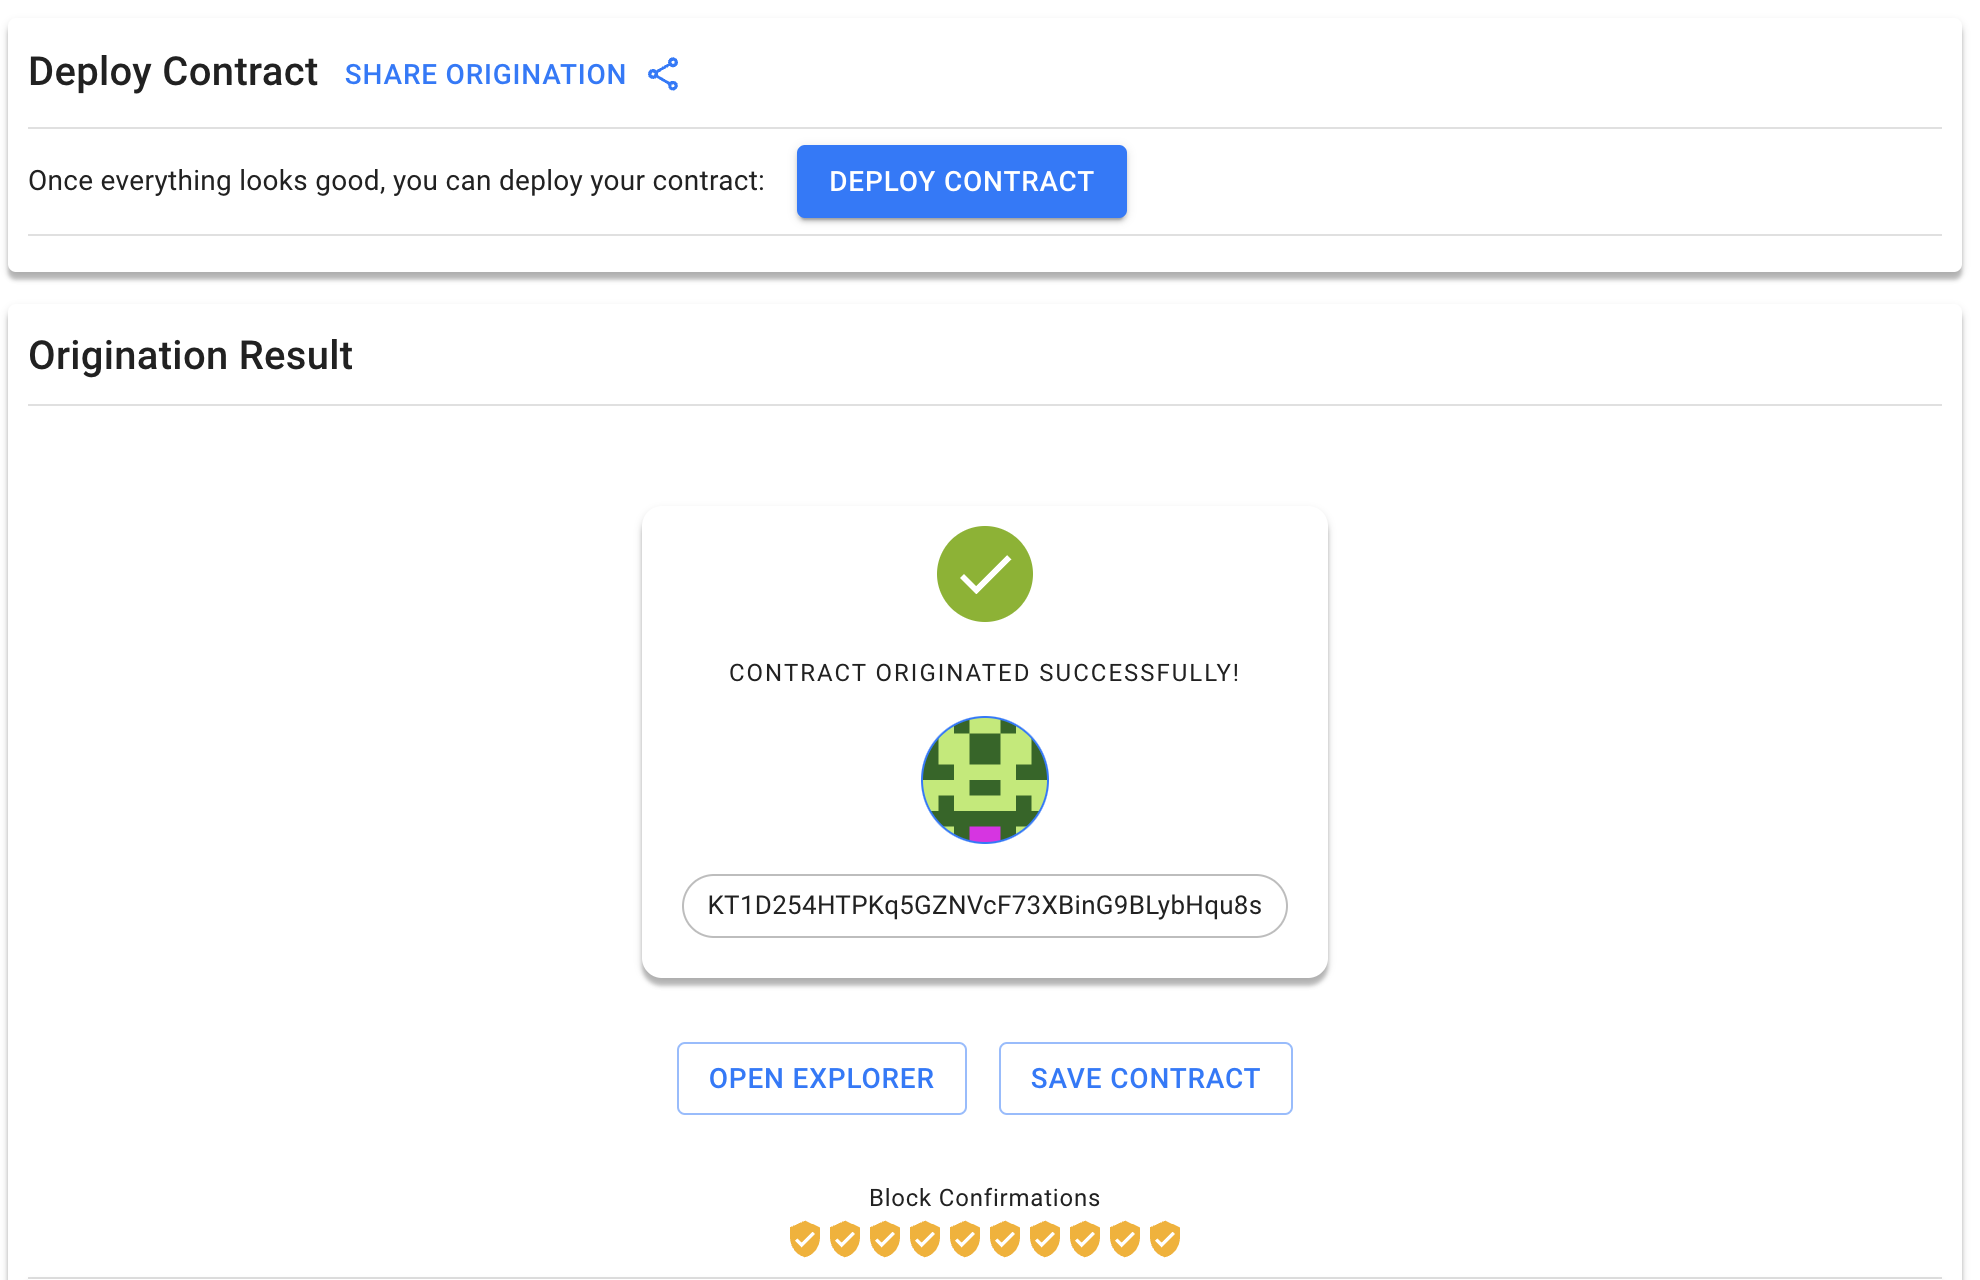 Deploy Contract SHARE ORIGINATION
Once everything looks good, you can deploy your contract: DEPLOY CONTRACT
Origination Result
CONTRACT ORIGINATED SUCCESSFULLY!
KT1D254HTPKq5GZNVcF73XBinG9BLybHqu8s
OPEN EXPLORER SAVE CONTRACT
Block Confirmations